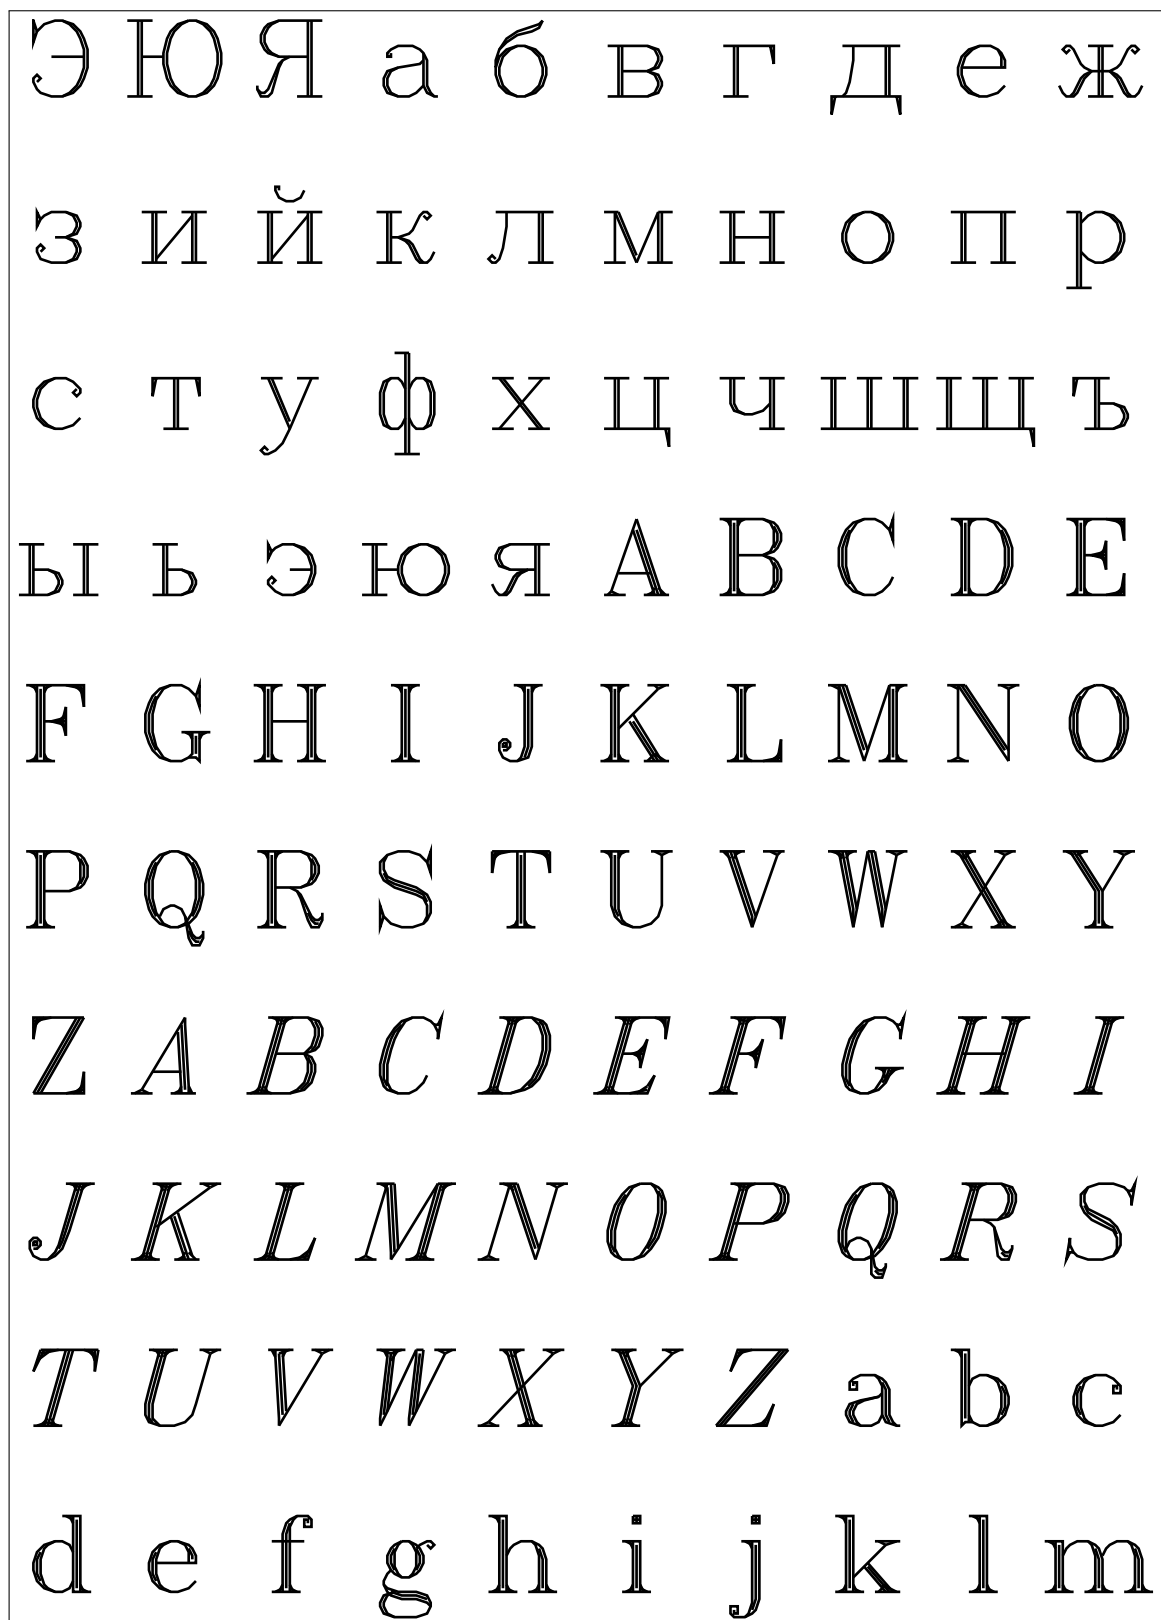 Э Ю Я а б в г д е ж
з и й к л м н о п р
с т у ф х ц ч ш щ ъ
ы ь э ю я A B C D E
F G H I J K L M N O
P Q R S T U V W X Y
Z A B C D E F G H I
J K L M N O P Q R S
T U V W X Y Z a b c
d e f g h i j k l m